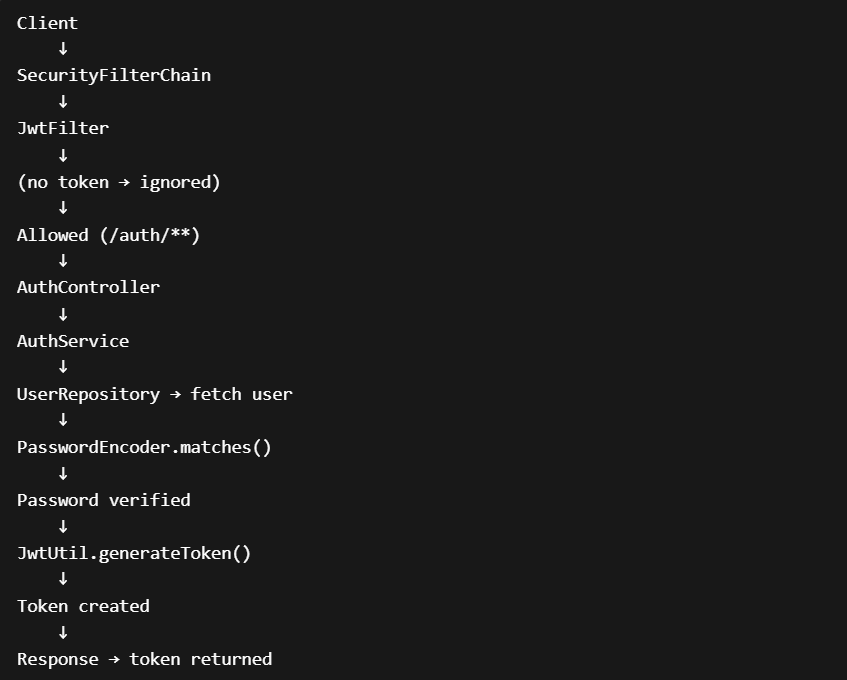 Client
↓
SecurityFilterChain
↓
JwtFilter
↓
(no token → ignored)
↓
Allowed (/auth/**)
↓
AuthController
↓
AuthService
↓
UserRepository → fetch user
↓
PasswordEncoder.matches()
↓
Password verified
↓
JwtUtil.generateToken()
↓
Token created
↓
Response → token returned